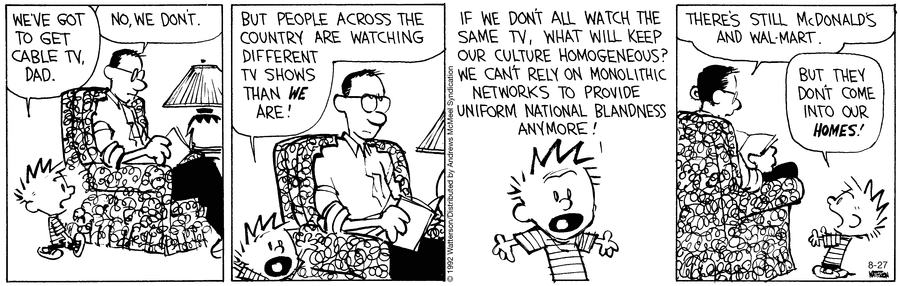 WE'VE GOT
TO GET
CABLE TV,
DAD.
NO, WE DON'T.
BUT PEOPLE ACROSS THE
COUNTRY ARE WATCHING
DIFFERENT
TV SHOWS
THAN WE
ARE!
© 1992 Watterson/Distributed by Andrews McMeel Syndication
IF WE DON'T ALL WATCH THE
SAME TV, WHAT WILL KEEP
OUR CULTURE HOMOGENEOUS?
WE CAN'T RELY ON MONOLITHIC
NETWORKS TO PROVIDE
UNIFORM NATIONAL BLANDNESS
ANYMORE!
THERE'S STILL McDONALD'S
AND WAL-MART.
BUT THEY
DON'T COME
INTO OUR
HOMES!
8-27
WATTERSON